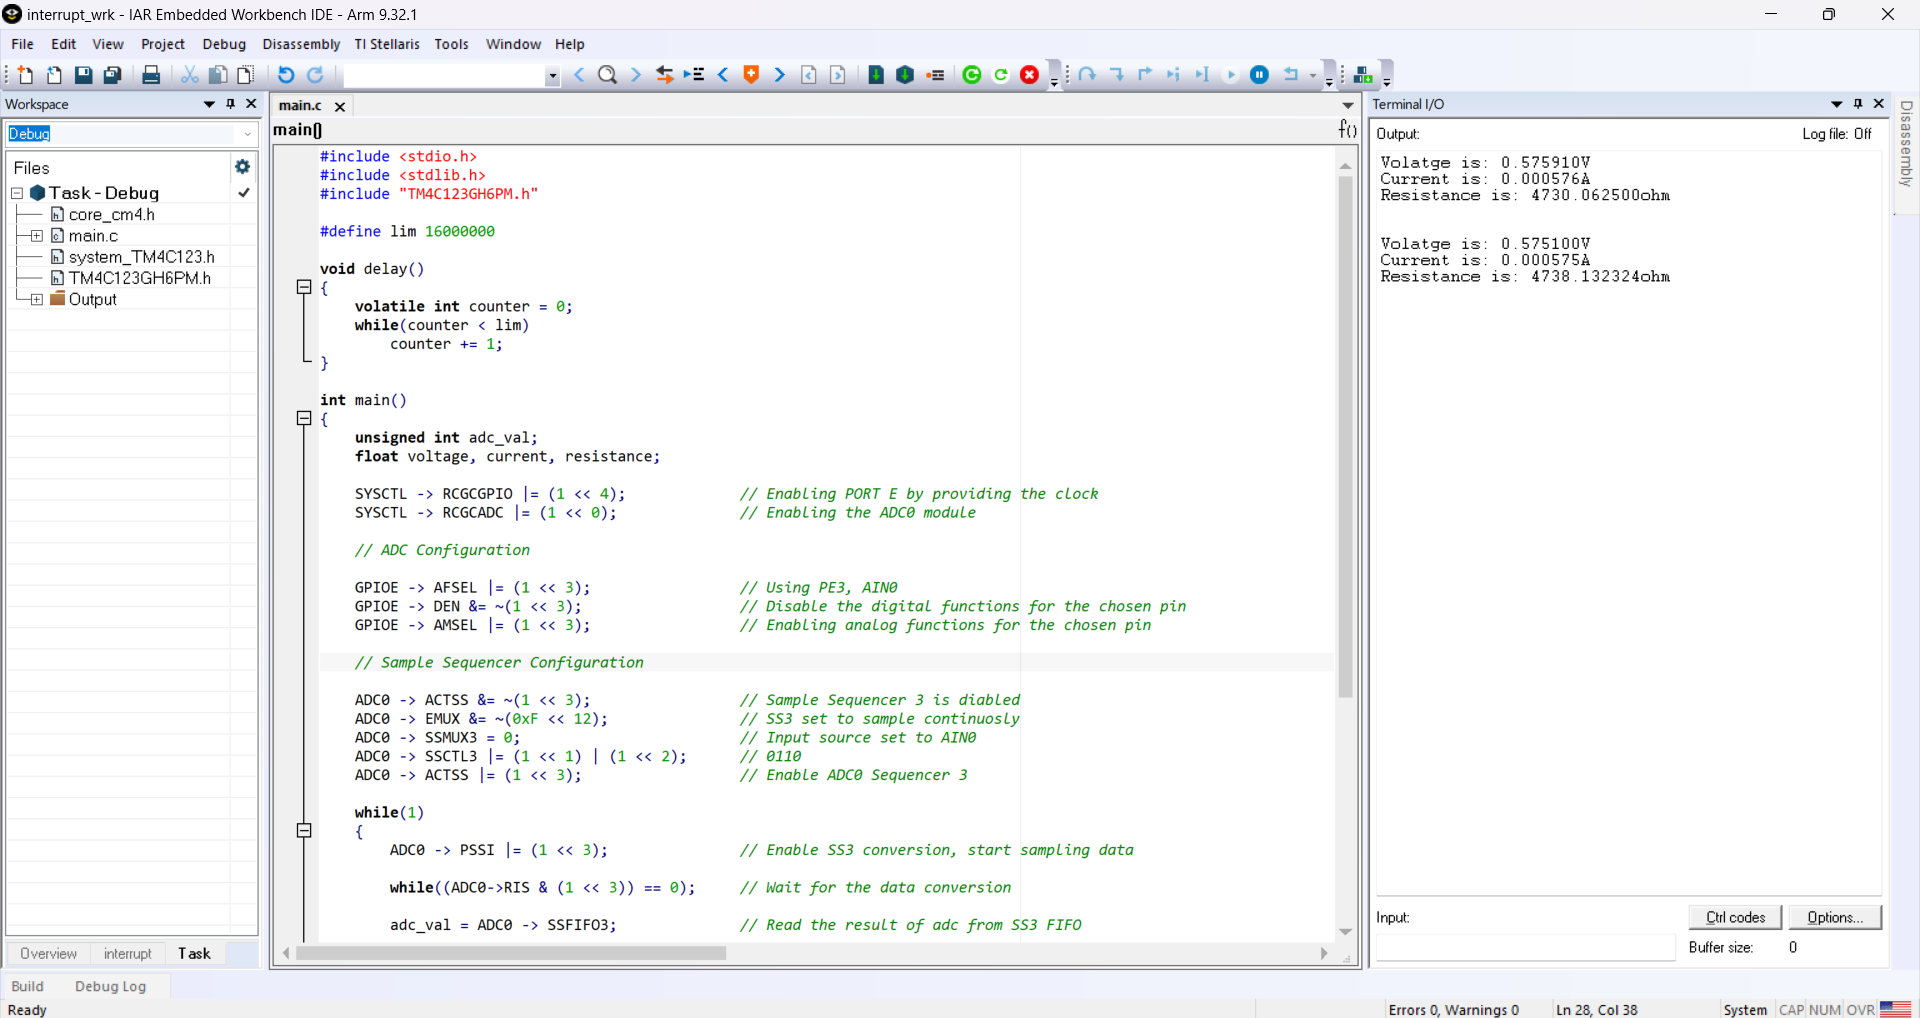 interrupt_wrk - IAR Embedded Workbench IDE - Arm 9.32.1
File Edit View Project Debug Disassembly TI Stellaris Tools Window Help
Workspace
Debug
Files
Task - Debug
core_cm4.h
main.c
system_TM4C123.h
TM4C123GH6PM.h
Output
Overview interrupt Task
main.c
main()
f()
#include <stdio.h>
#include <stdlib.h>
#include "TM4C123GH6PM.h"
#define lim 16000000
void delay()
{
volatile int counter = 0;
while(counter < lim)
counter += 1;
}
int main()
{
unsigned int adc_val;
float voltage, current, resistance;
SYSCTL -> RCGCGPIO |= (1 << 4); // Enabling PORT E by providing the clock
SYSCTL -> RCGCADC |= (1 << 0); // Enabling the ADC0 module
// ADC Configuration
GPIOE -> AFSEL |= (1 << 3); // Using PE3, AIN0
GPIOE -> DEN &= ~(1 << 3); // Disable the digital functions for the chosen pin
GPIOE -> AMSEL |= (1 << 3); // Enabling analog functions for the chosen pin
// Sample Sequencer Configuration
ADC0 -> ACTSS &= ~(1 << 3); // Sample Sequencer 3 is diabled
ADC0 -> EMUX &= ~(0xF << 12); // SS3 set to sample continuosly
ADC0 -> SSMUX3 = 0; // Input source set to AIN0
ADC0 -> SSCTL3 |= (1 << 1) | (1 << 2); // 0110
ADC0 -> ACTSS |= (1 << 3); // Enable ADC0 Sequencer 3
while(1)
{
ADC0 -> PSSI |= (1 << 3); // Enable SS3 conversion, start sampling data
while((ADC0->RIS & (1 << 3)) == 0); // Wait for the data conversion
adc_val = ADC0 -> SSFIFO3; // Read the result of adc from SS3 FIFO
Terminal I/O
Output: Log file: Off
Volatge is: 0.575910V
Current is: 0.000576A
Resistance is: 4730.062500ohm
Volatge is: 0.575100V
Current is: 0.000575A
Resistance is: 4738.132324ohm
Input: Ctrl codes Options...
Buffer size: 0
Disassembly
Build Debug Log
Ready Errors 0, Warnings 0 Ln 28, Col 38 System CAP NUM OVR